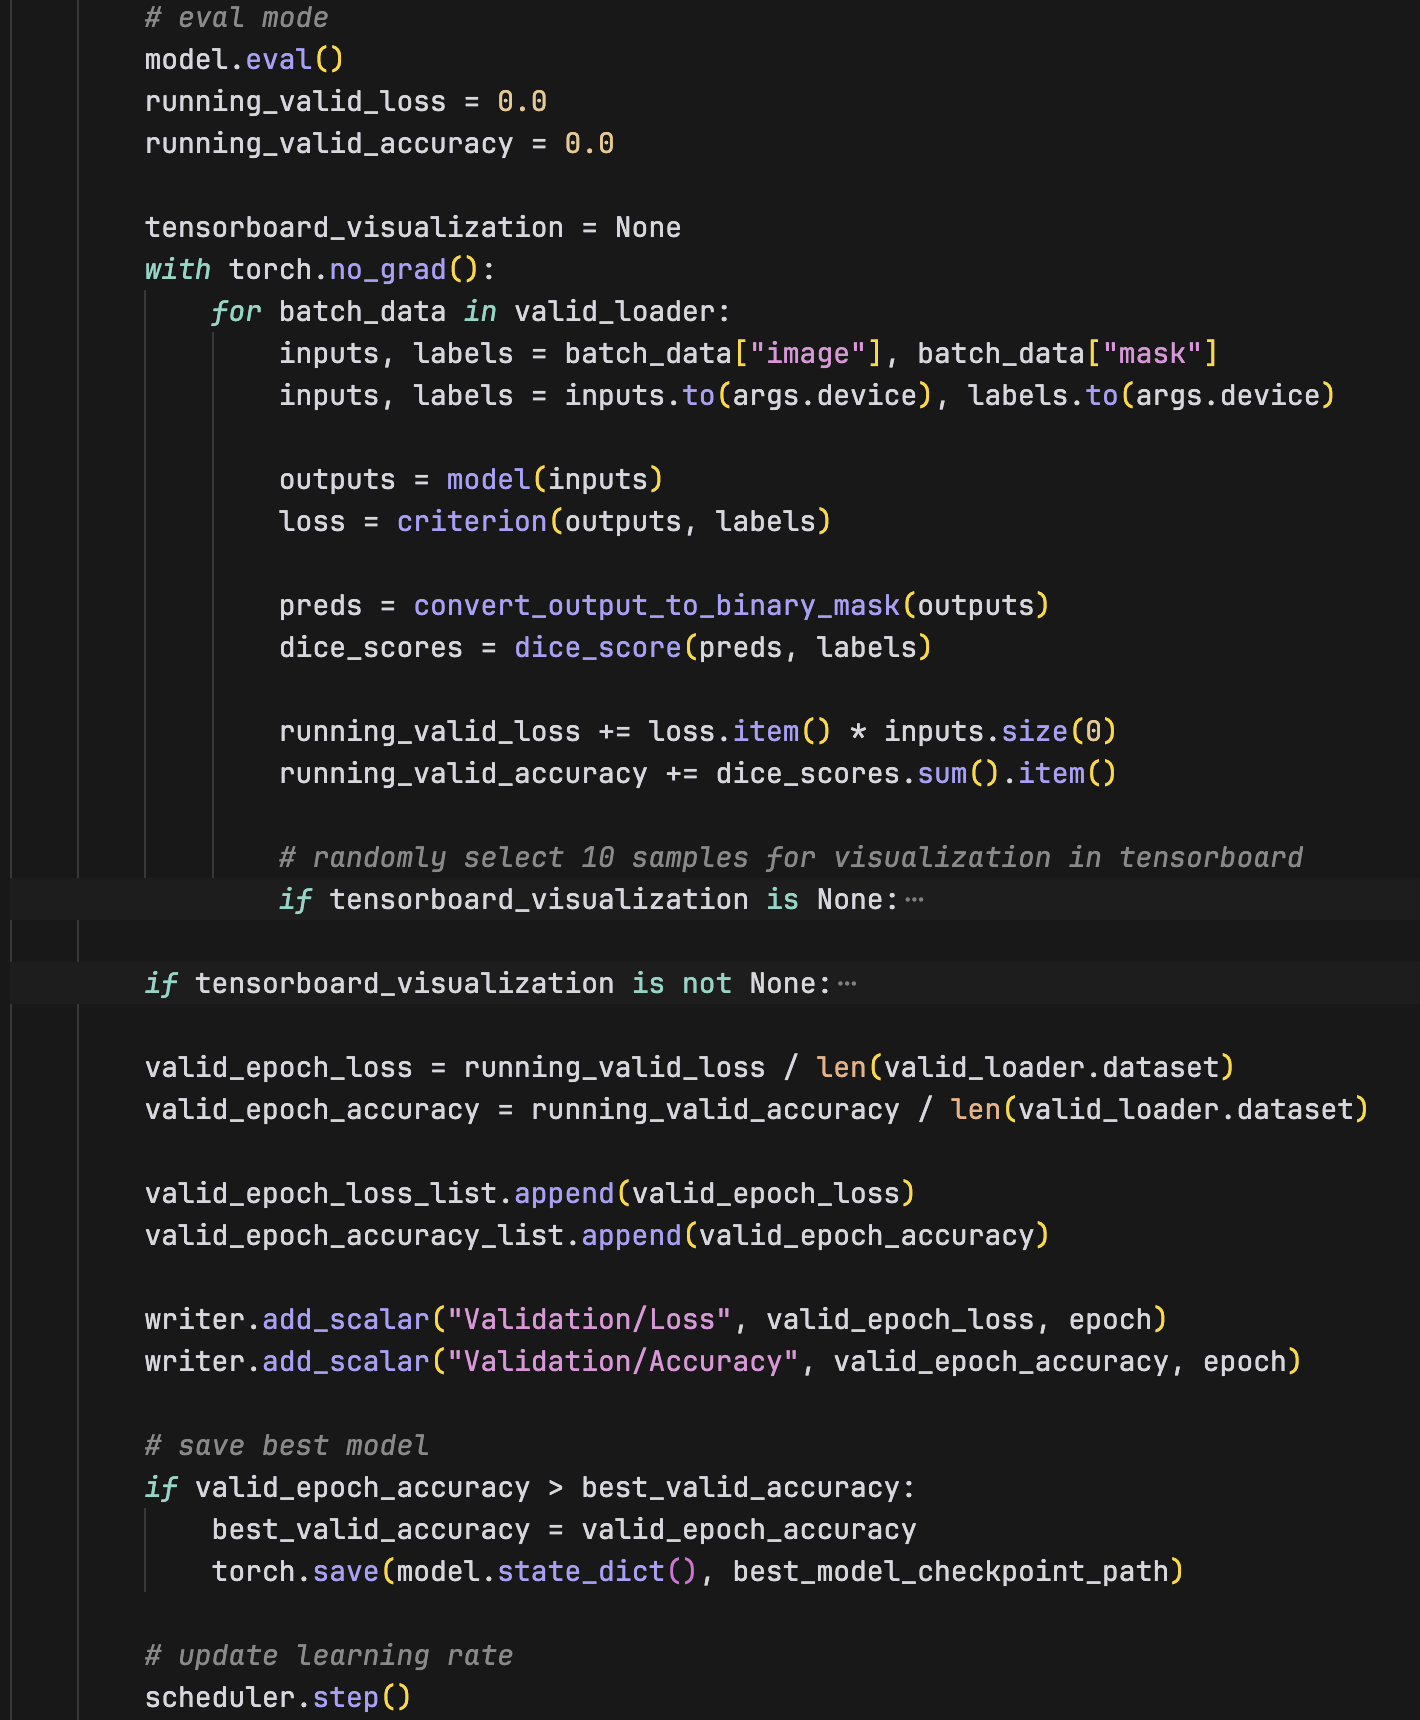 # eval mode
model.eval()
running_valid_loss = 0.0
running_valid_accuracy = 0.0
tensorboard_visualization = None
with torch.no_grad():
for batch_data in valid_loader:
inputs, labels = batch_data["image"], batch_data["mask"]
inputs, labels = inputs.to(args.device), labels.to(args.device)
outputs = model(inputs)
loss = criterion(outputs, labels)
preds = convert_output_to_binary_mask(outputs)
dice_scores = dice_score(preds, labels)
running_valid_loss += loss.item() * inputs.size(0)
running_valid_accuracy += dice_scores.sum().item()
# randomly select 10 samples for visualization in tensorboard
if tensorboard_visualization is None:⋯
if tensorboard_visualization is not None:⋯
valid_epoch_loss = running_valid_loss / len(valid_loader.dataset)
valid_epoch_accuracy = running_valid_accuracy / len(valid_loader.dataset)
valid_epoch_loss_list.append(valid_epoch_loss)
valid_epoch_accuracy_list.append(valid_epoch_accuracy)
writer.add_scalar("Validation/Loss", valid_epoch_loss, epoch)
writer.add_scalar("Validation/Accuracy", valid_epoch_accuracy, epoch)
# save best model
if valid_epoch_accuracy > best_valid_accuracy:
best_valid_accuracy = valid_epoch_accuracy
torch.save(model.state_dict(), best_model_checkpoint_path)
# update learning rate
scheduler.step()